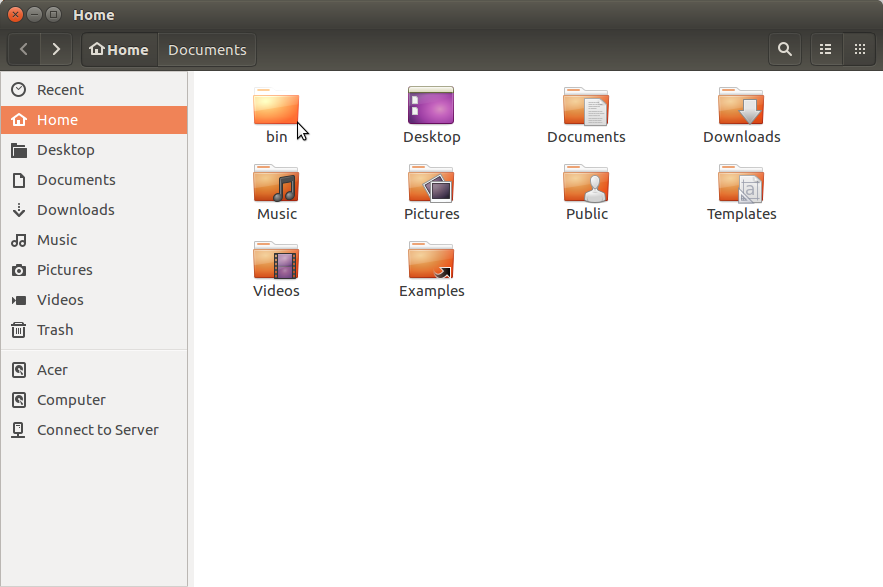 Home
Home Documents
Recent
Home
Desktop
Documents
Downloads
Music
Pictures
Videos
Trash
Acer
Computer
Connect to Server
bin Desktop Documents Downloads
Music Pictures Public Templates
Videos Examples